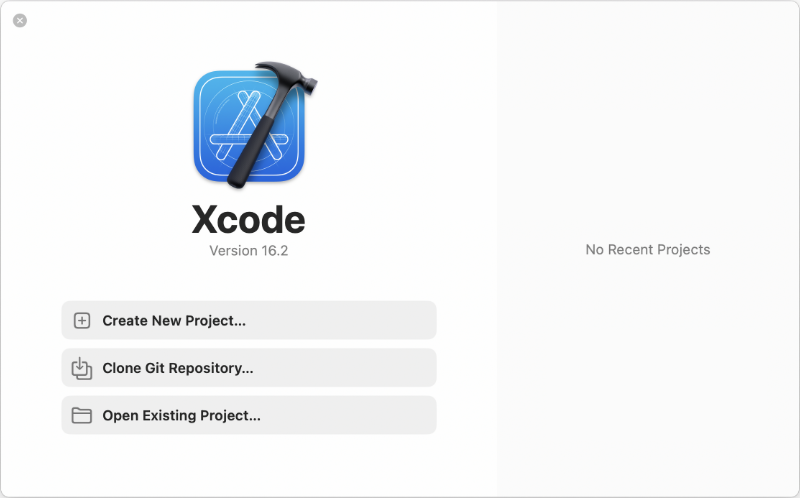 Xcode
Version 16.2
Create New Project...
Clone Git Repository...
Open Existing Project...
No Recent Projects